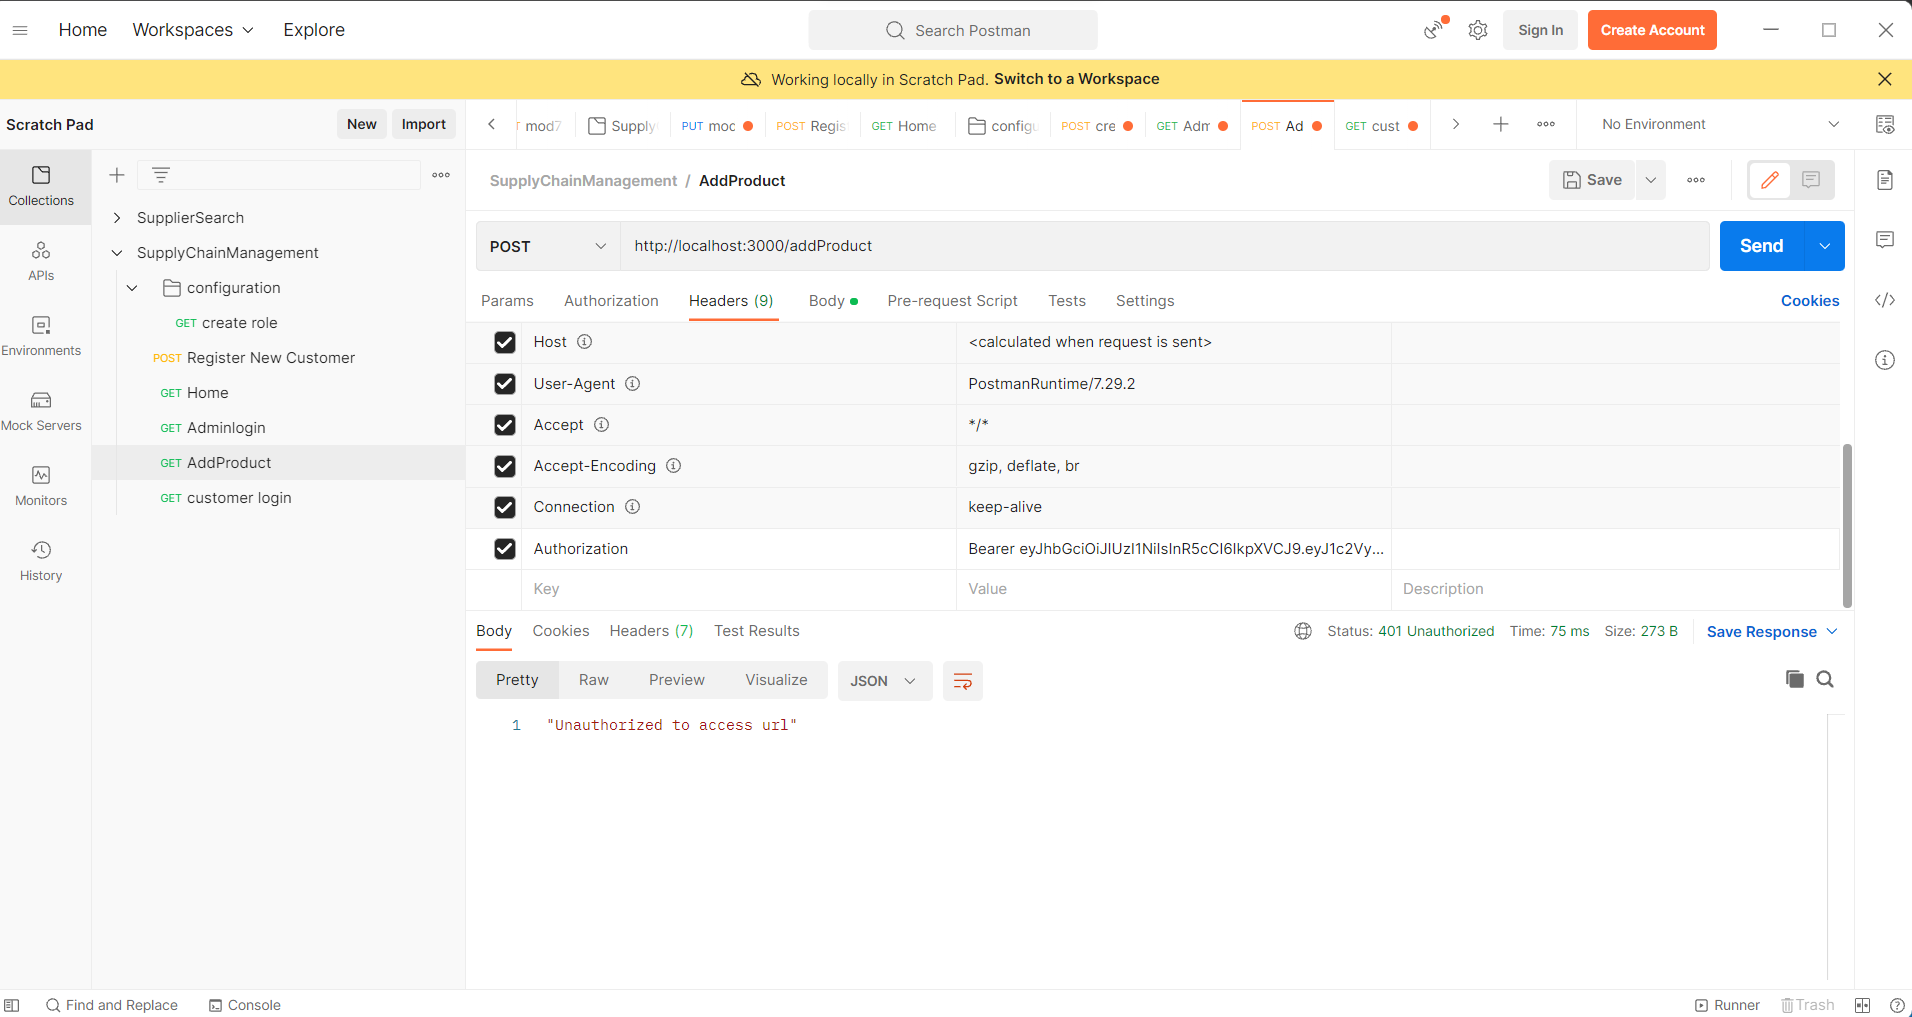 Home Workspaces Explore Search Postman Sign In Create Account
Working locally in Scratch Pad. Switch to a Workspace
Scratch Pad New Import
mod7 Supply PUT moc POST Regis GET Home configu POST cre GET Adm POST Ad GET cust No Environment
Collections
APIs
Environments
Mock Servers
Monitors
History
SupplierSearch
SupplyChainManagement
configuration
GET create role
POST Register New Customer
GET Home
GET Adminlogin
GET AddProduct
GET customer login
SupplyChainManagement / AddProduct Save
POST http://localhost:3000/addProduct Send
Params Authorization Headers (9) Body Pre-request Script Tests Settings Cookies
Host <calculated when request is sent>
User-Agent PostmanRuntime/7.29.2
Accept */*
Accept-Encoding gzip, deflate, br
Connection keep-alive
Authorization Bearer eyJhbGciOiJIUzI1NiIsInR5cCI6IkpXVCJ9.eyJ1c2Vy...
Key Value Description
Body Cookies Headers (7) Test Results Status: 401 Unauthorized Time: 75 ms Size: 273 B Save Response
Pretty Raw Preview Visualize JSON
1 "Unauthorized to access url"
Find and Replace Console Runner Trash